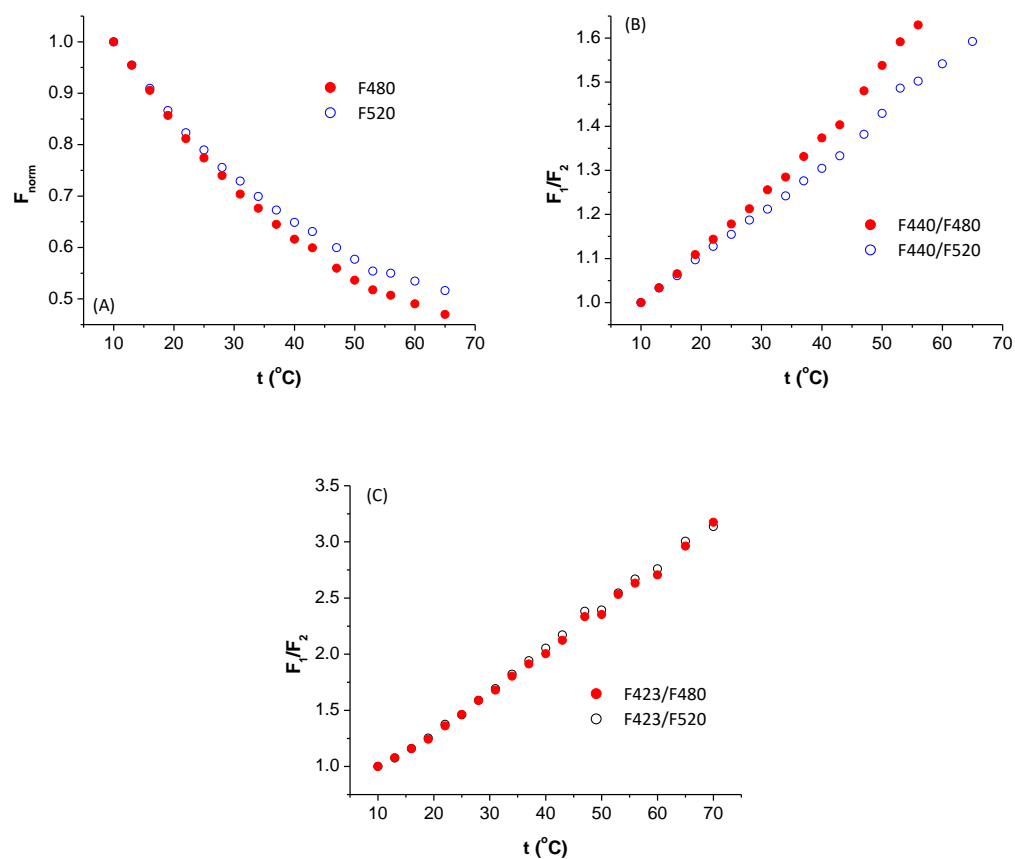 (A)
F_norm
1.0
0.9
0.8
0.7
0.6
0.5
10 20 30 40 50 60 70
t (°C)
F480
F520
(B)
F₁/F₂
1.6
1.5
1.4
1.3
1.2
1.1
1.0
10 20 30 40 50 60 70
t (°C)
F440/F480
F440/F520
(C)
F₁/F₂
3.5
3.0
2.5
2.0
1.5
1.0
10 20 30 40 50 60 70
t (°C)
F423/F480
F423/F520